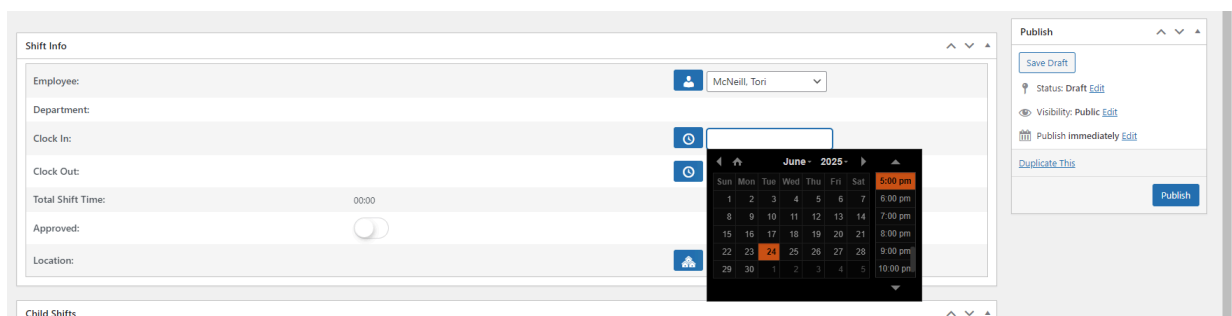 Shift Info
Employee:
McNeill, Tori
Department:
Clock In:
Clock Out:
Total Shift Time:
00:00
Approved:
Location:
June 2025
Sun Mon Tue Wed Thu Fri Sat
1 2 3 4 5 6 7
8 9 10 11 12 13 14
15 16 17 18 19 20 21
22 23 24 25 26 27 28
29 30 1 2 3 4 5
5:00 pm
6:00 pm
7:00 pm
8:00 pm
9:00 pm
10:00 pm
Child Shifts
Publish
Save Draft
Status: Draft Edit
Visibility: Public Edit
Publish immediately Edit
Duplicate This
Publish